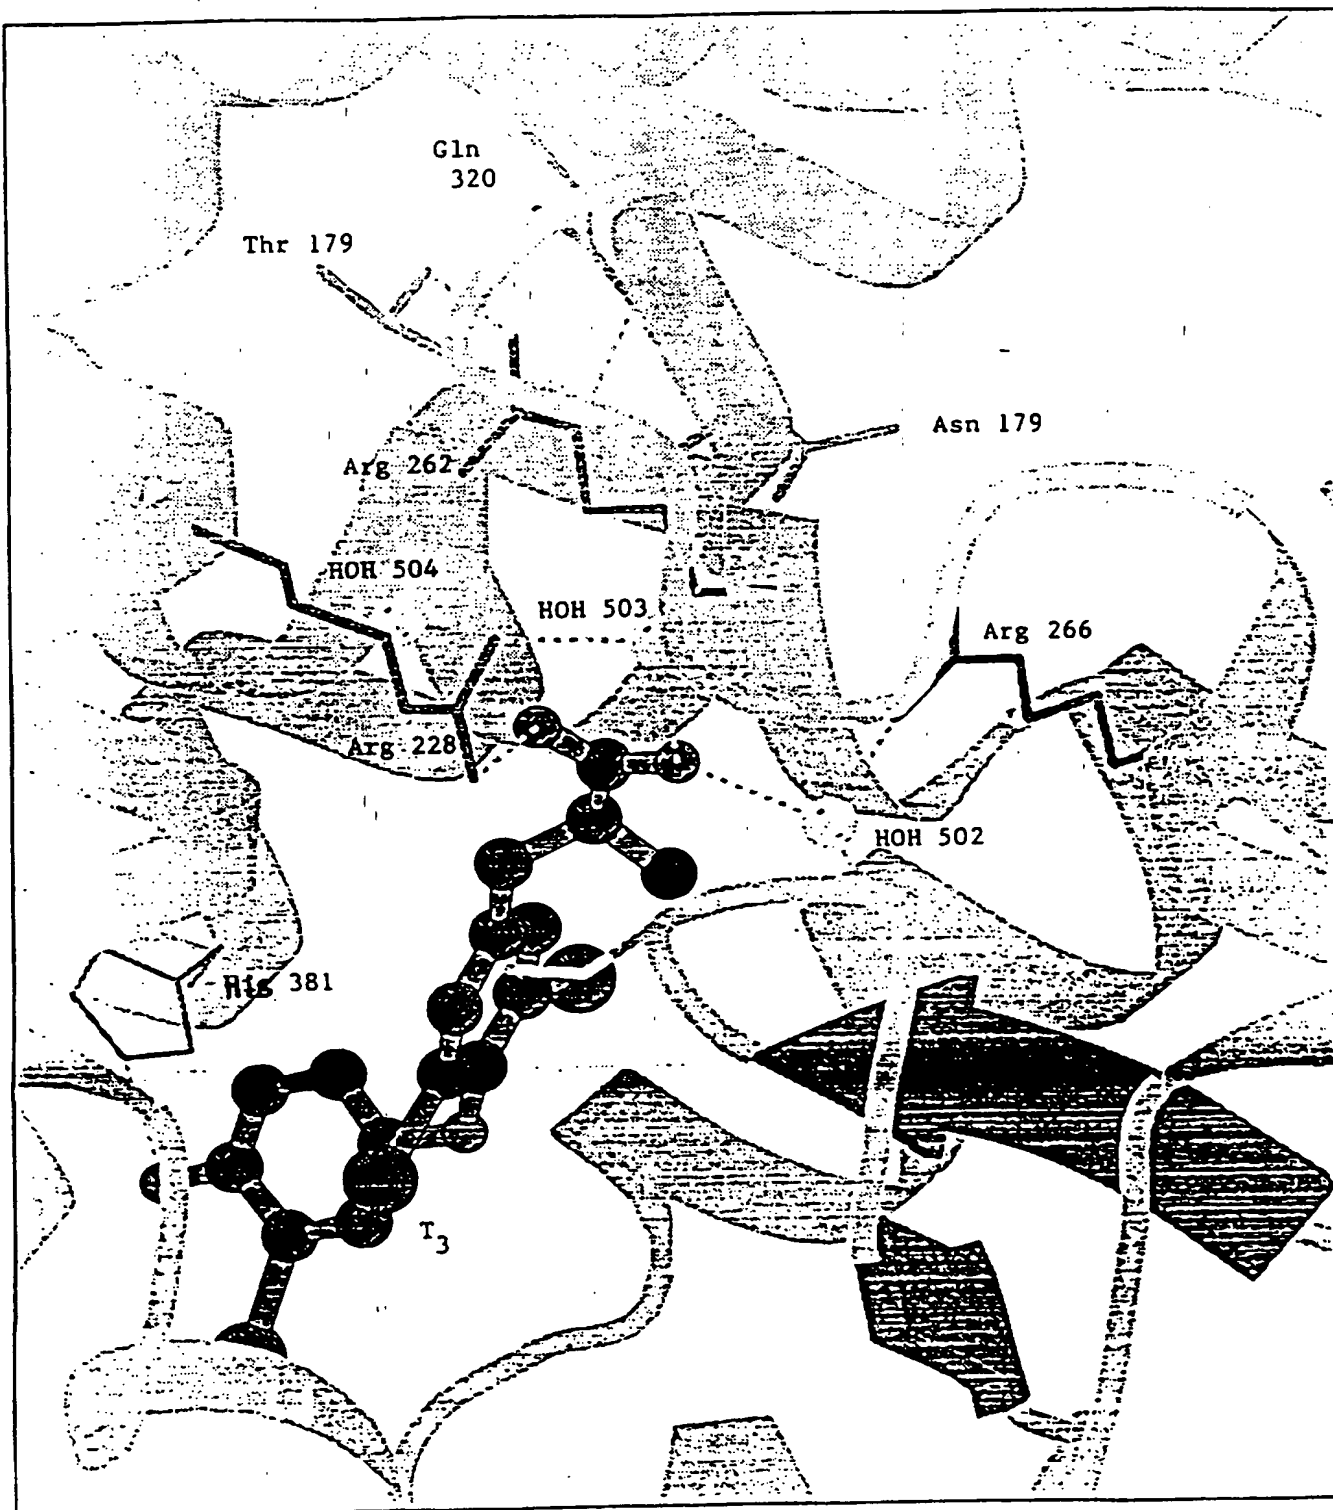 Gln
320
Thr 179
Asn 179
Arg 262
HOH 504
HOH 503
Arg 266
Arg 228
HOH 502
His 381
T3